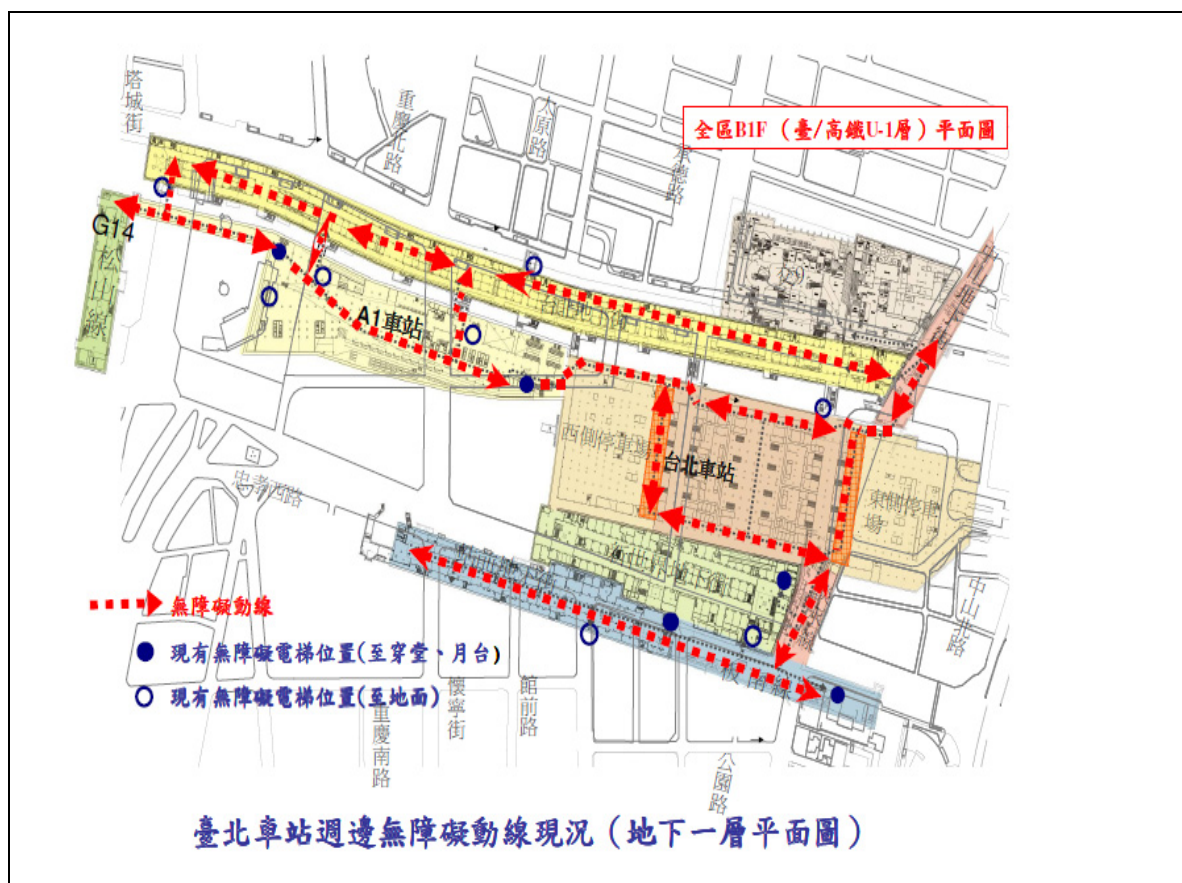 塔城街
重慶北路
太原路
承德路
全區B1F（臺/高鐵U-1層）平面圖
G14
松山線
A1車站
中山地下街
西側停車場
台北車站
東側停車場
忠孝西路
中山北路
板南線
無障礙動線
現有無障礙電梯位置(至穿堂、月台)
現有無障礙電梯位置(至地面)
重慶南路
懷寧街
館前路
公園路
臺北車站週邊無障礙動線現況（地下一層平面圖）